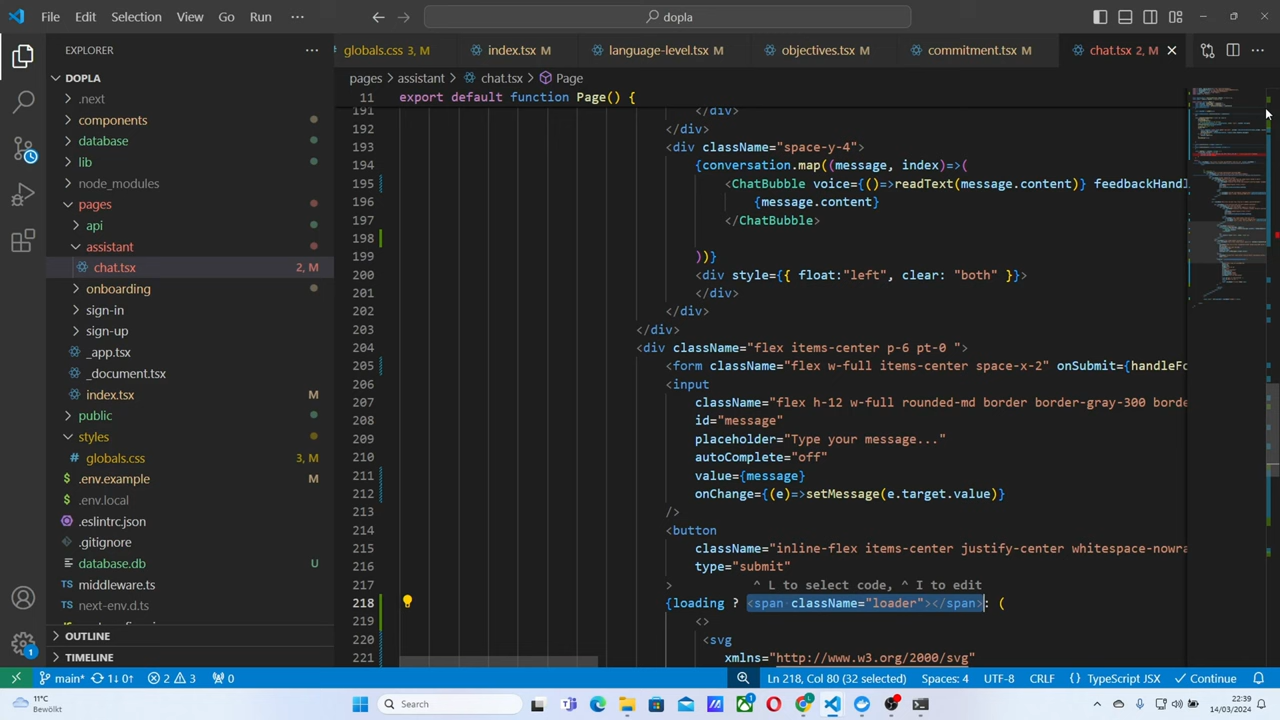 File Edit Selection View Go Run ···
dopla
EXPLORER
DOPLA
.next
components
database
lib
node_modules
pages
api
assistant
chat.tsx 2, M
onboarding
sign-in
sign-up
_app.tsx
_document.tsx
index.tsx M
public
styles
globals.css 3, M
.env.example M
.env.local
.eslintrc.json
.gitignore
database.db U
middleware.ts
next-env.d.ts
OUTLINE
TIMELINE
globals.css 3, M index.tsx M language-level.tsx M objectives.tsx M commitment.tsx M chat.tsx 2, M
pages > assistant > chat.tsx > Page
11 export default function Page() {
191 </div>
192 </div>
193 <div className="space-y-4">
194 {conversation.map((message, index)=>(
195 <ChatBubble voice={()=>readText(message.content)} feedbackHandl
196 {message.content}
197 </ChatBubble>
198
199 ))}
200 <div style={{ float:"left", clear: "both" }}>
201 </div>
202 </div>
203 </div>
204 <div className="flex items-center p-6 pt-0 ">
205 <form className="flex w-full items-center space-x-2" onSubmit={handleFo
206 <input
207 className="flex h-12 w-full rounded-md border border-gray-300 borde
208 id="message"
209 placeholder="Type your message..."
210 autoComplete="off"
211 value={message}
212 onChange={(e)=>setMessage(e.target.value)}
213 />
214 <button
215 className="inline-flex items-center justify-center whitespace-nowra
216 type="submit"
217 >
^ L to select code, ^ I to edit
218 {loading ? <span className="loader"></span>: (
219 <>
220 <svg
221 xmlns="http://www.w3.org/2000/svg"
1
main* 1↓ 0↑ 2 3 0 Ln 218, Col 80 (32 selected) Spaces: 4 UTF-8 CRLF {} TypeScript JSX Continue
11°C
Bewölkt
Search
22:39
14/03/2024